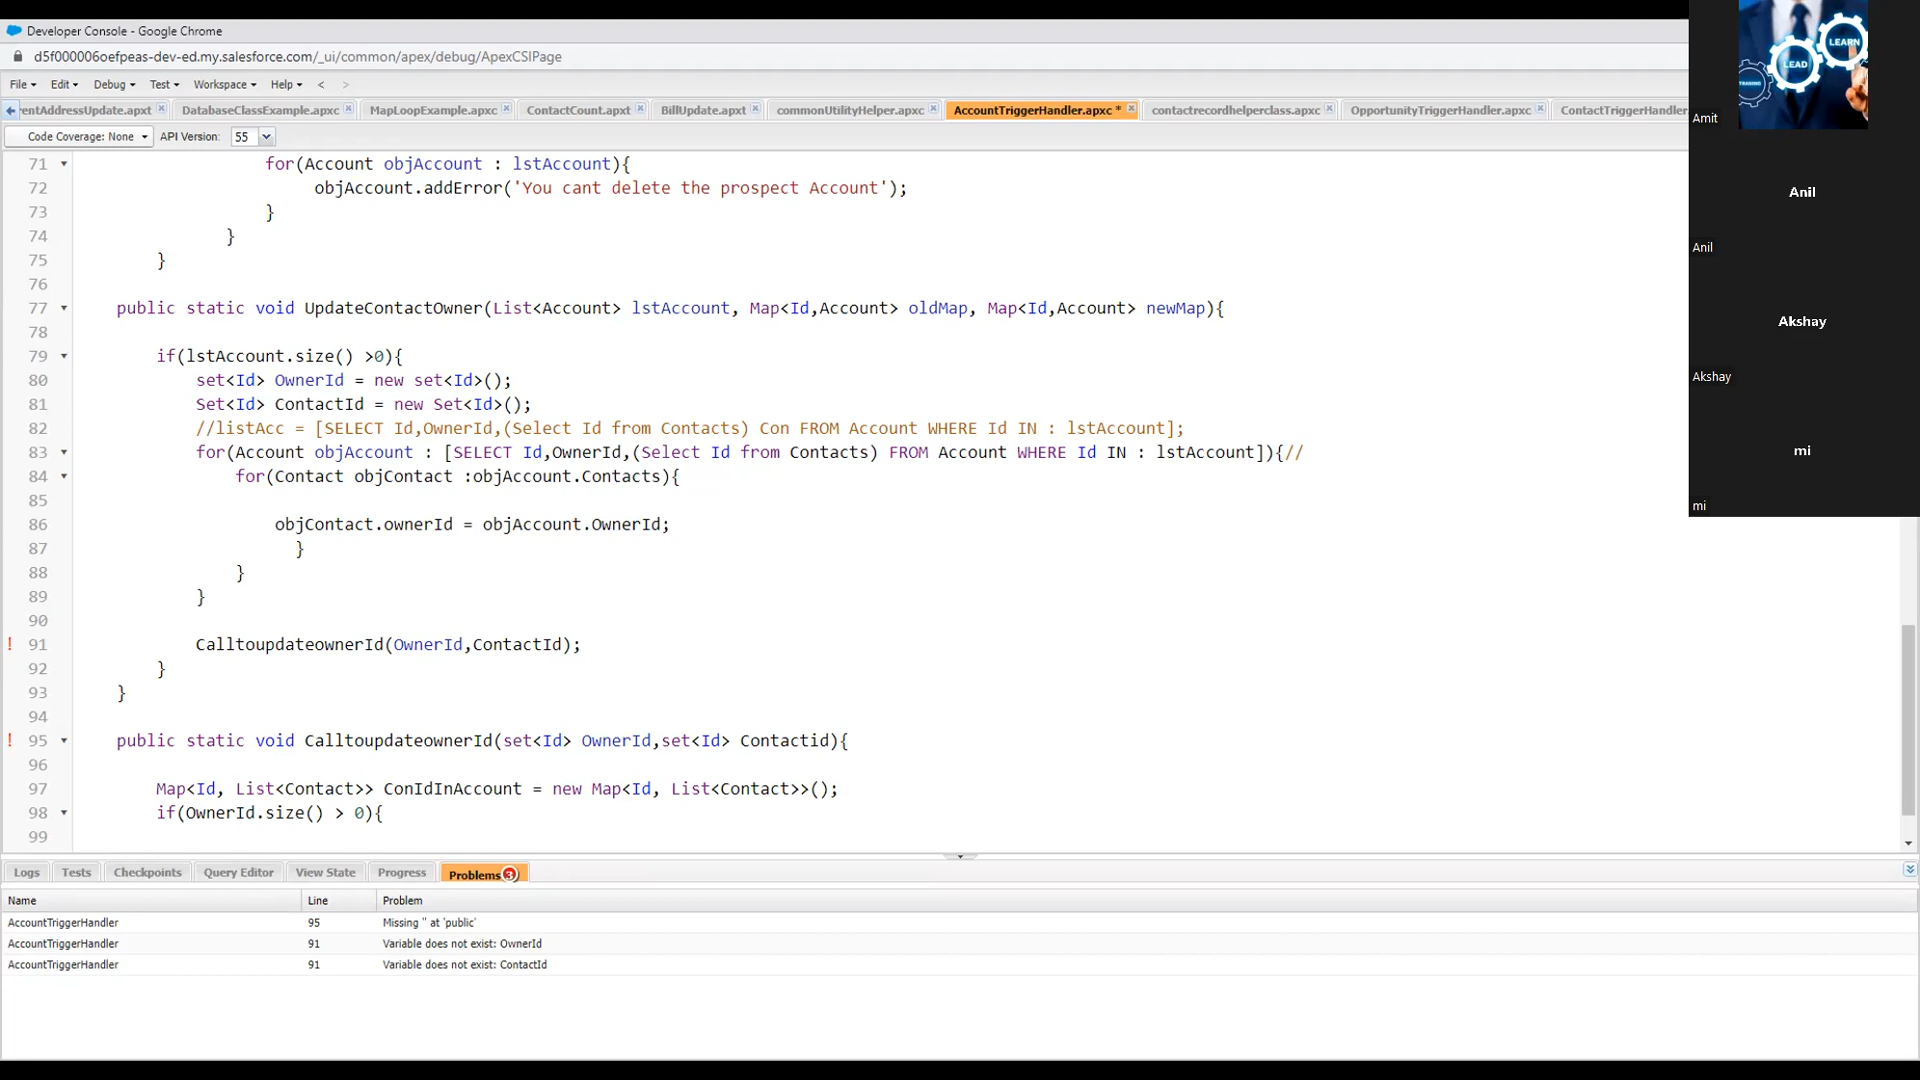 Developer Console - Google Chrome
d5f000006oefpeas-dev-ed.my.salesforce.com/_ui/common/apex/debug/ApexCSIPage
File Edit Debug Test Workspace Help < >
entAddressUpdate.apxt DatabaseClassExample.apxc MapLoopExample.apxc ContactCount.apxt BillUpdate.apxt commonUtilityHelper.apxc AccountTriggerHandler.apxc * contactrecordhelperclass.apxc OpportunityTriggerHandler.apxc ContactTriggerHandler
Code Coverage: None API Version: 55
71 for(Account objAccount : lstAccount){
72 objAccount.addError('You cant delete the prospect Account');
73 }
74 }
75 }
76
77 public static void UpdateContactOwner(List<Account> lstAccount, Map<Id,Account> oldMap, Map<Id,Account> newMap){
78
79 if(lstAccount.size() >0){
80 set<Id> OwnerId = new set<Id>();
81 Set<Id> ContactId = new Set<Id>();
82 //listAcc = [SELECT Id,OwnerId,(Select Id from Contacts) Con FROM Account WHERE Id IN : lstAccount];
83 for(Account objAccount : [SELECT Id,OwnerId,(Select Id from Contacts) FROM Account WHERE Id IN : lstAccount]){//
84 for(Contact objContact :objAccount.Contacts){
85
86 objContact.ownerId = objAccount.OwnerId;
87 }
88 }
89 }
90
! 91 CalltoupdateownerId(OwnerId,ContactId);
92 }
93 }
94
! 95 public static void CalltoupdateownerId(set<Id> OwnerId,set<Id> Contactid){
96
97 Map<Id, List<Contact>> ConIdInAccount = new Map<Id, List<Contact>>();
98 if(OwnerId.size() > 0){
99
Logs Tests Checkpoints Query Editor View State Progress Problems 3
Name Line Problem
AccountTriggerHandler 95 Missing '' at 'public'
AccountTriggerHandler 91 Variable does not exist: OwnerId
AccountTriggerHandler 91 Variable does not exist: ContactId
LEARN
LEAD
TRAINING
Amit
Anil
Anil
Akshay
Akshay
mi
mi